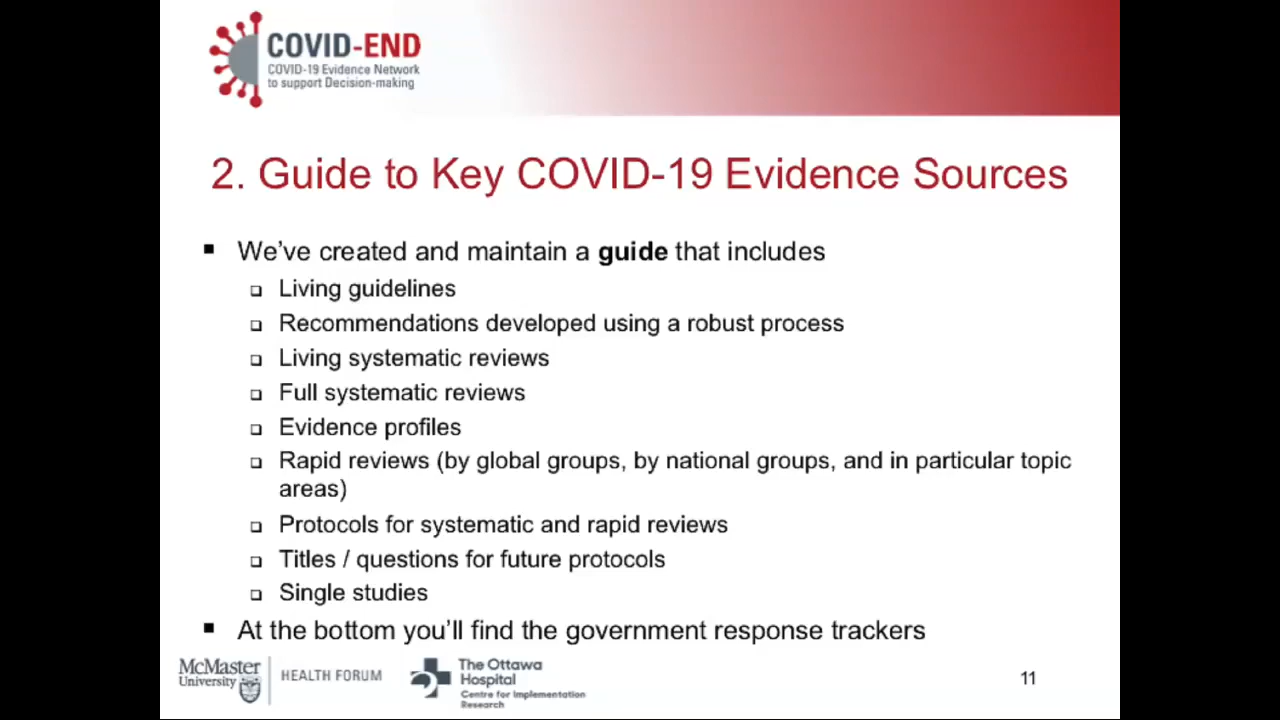 COVID-END
COVID-19 Evidence Network
to support Decision-making
2. Guide to Key COVID-19 Evidence Sources
We've created and maintain a guide that includes
Living guidelines
Recommendations developed using a robust process
Living systematic reviews
Full systematic reviews
Evidence profiles
Rapid reviews (by global groups, by national groups, and in particular topic
areas)
Protocols for systematic and rapid reviews
Titles / questions for future protocols
Single studies
At the bottom you'll find the government response trackers
McMaster
University
HEALTH FORUM
The Ottawa
Hospital
Centre for Implementation
Research
11